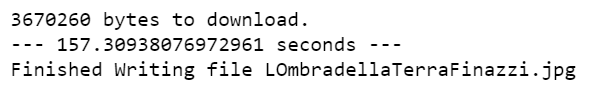 3670260 bytes to download.
--- 157.30938076972961 seconds ---
Finished Writing file LOmbradellaTerraFinazzi.jpg